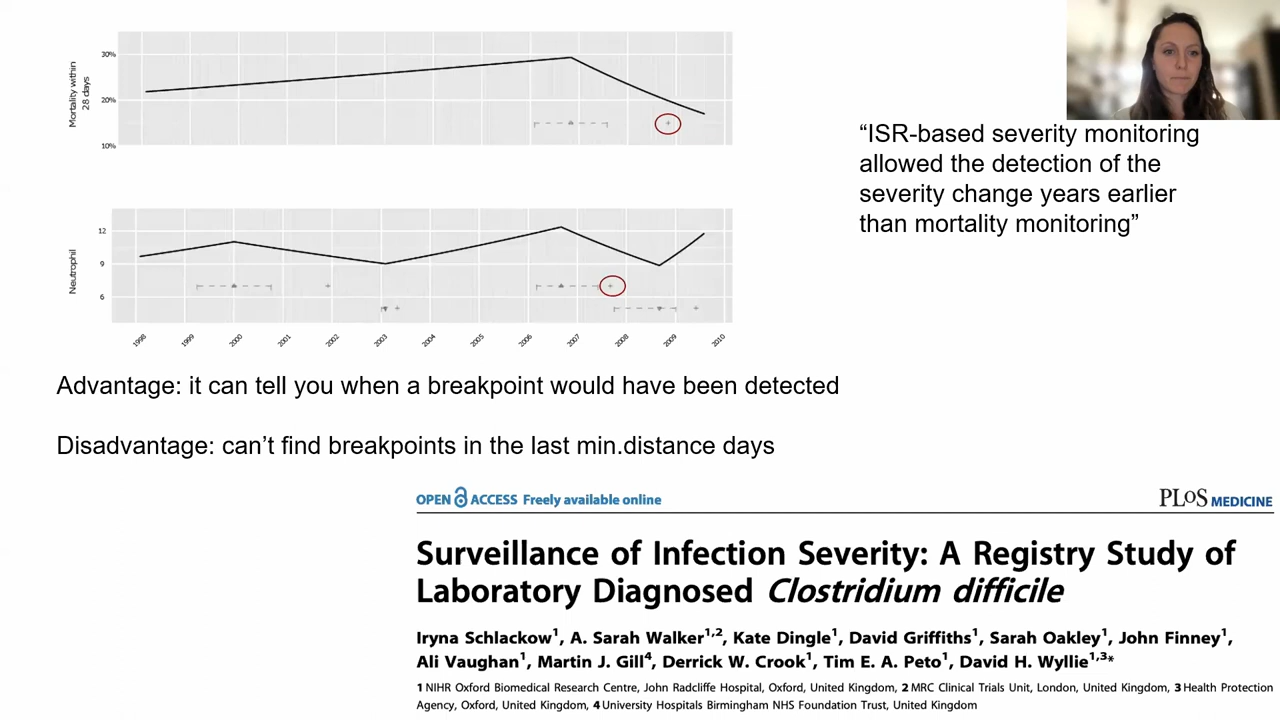 30%
20%
10%
Mortality within
28 days
“ISR-based severity monitoring
allowed the detection of the
severity change years earlier
than mortality monitoring”
12
9
6
Neutrophil
1998
1999
2000
2001
2002
2003
2004
2005
2006
2007
2008
2009
2010
Advantage: it can tell you when a breakpoint would have been detected
Disadvantage: can’t find breakpoints in the last min.distance days
OPEN ACCESS Freely available online
PLoS MEDICINE
Surveillance of Infection Severity: A Registry Study of
Laboratory Diagnosed Clostridium difficile
Iryna Schlackow1, A. Sarah Walker1,2, Kate Dingle1, David Griffiths1, Sarah Oakley1, John Finney1,
Ali Vaughan1, Martin J. Gill4, Derrick W. Crook1, Tim E. A. Peto1, David H. Wyllie1,3*
1 NIHR Oxford Biomedical Research Centre, John Radcliffe Hospital, Oxford, United Kingdom, 2 MRC Clinical Trials Unit, London, United Kingdom, 3 Health Protection
Agency, Oxford, United Kingdom, 4 University Hospitals Birmingham NHS Foundation Trust, United Kingdom